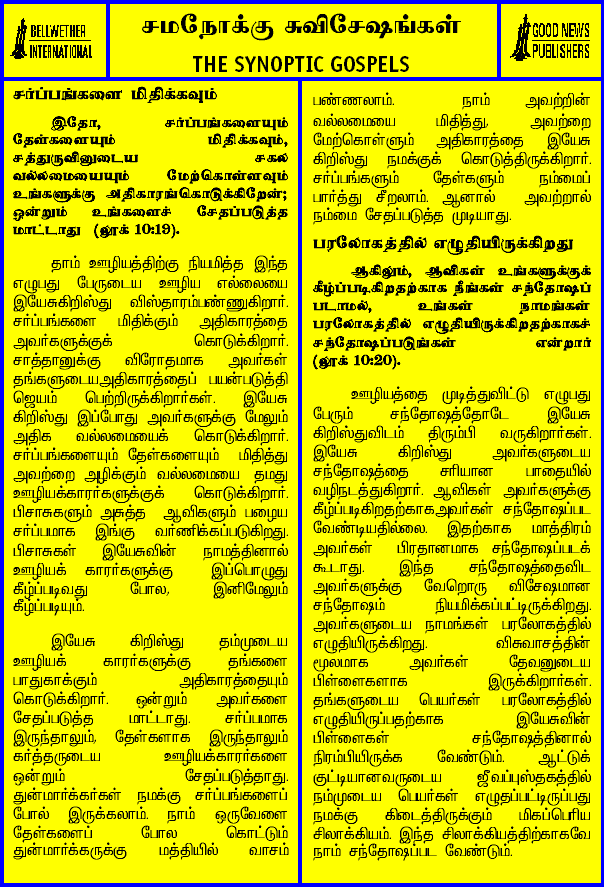 BELLWETHER
INTERNATIONAL
சமநோக்கு சுவிசேஷங்கள்
THE SYNOPTIC GOSPELS
GOOD NEWS
PUBLISHERS
சர்ப்பங்களை மிதிக்கவும்
இதோ, சர்ப்பங்களையும்
தேள்களையும் மிதிக்கவும்,
சத்துருவினுடைய சகல
வல்லமையையும் மேற்கொள்ளவும்
உங்களுக்கு அதிகாரங்கொடுக்கிறேன்;
ஒன்றும் உங்களைச் சேதப்படுத்த
மாட்டாது (லூக் 10:19).
தாம் ஊழியத்திற்கு நியமித்த இந்த
எழுபது பேருடைய ஊழிய எல்லையை
இயேசுகிறிஸ்து விஸ்தாரம்பண்ணுகிறார்.
சர்ப்பங்களை மிதிக்கும் அதிகாரத்தை
அவர்களுக்குக் கொடுக்கிறார்.
சாத்தானுக்கு விரோதமாக அவர்கள்
தங்களுடையஅதிகாரத்தைப் பயன்படுத்தி
ஜெயம் பெற்றிருக்கிறார்கள். இயேசு
கிறிஸ்து இப்போது அவர்களுக்கு மேலும்
அதிக வல்லமையைக் கொடுக்கிறார்.
சர்ப்பங்களையும் தேள்களையும் மிதித்து
அவற்றை அழிக்கும் வல்லமையை தமது
ஊழியக்காரர்களுக்குக் கொடுக்கிறார்.
பிசாசுகளும் அசுத்த ஆவிகளும் பழைய
சர்ப்பமாக இங்கு வர்ணிக்கப்படுகிறது.
பிசாசுகள் இயேசுவின் நாமத்தினால்
ஊழியக் காரர்களுக்கு இப்பொழுது
கீழ்ப்படிவது போல, இனிமேலும்
கீழ்ப்படியும்.
இயேசு கிறிஸ்து தம்முடைய
ஊழியக் காரர்களுக்கு தங்களை
பாதுகாக்கும் அதிகாரத்தையும்
கொடுக்கிறார். ஒன்றும் அவர்களை
சேதப்படுத்த மாட்டாது. சர்ப்பமாக
இருந்தாலும், தேள்களாக இருந்தாலும்
கர்த்தருடைய ஊழியக்காரர்களை
ஒன்றும் சேதப்படுத்தாது.
துன்மார்க்கர்கள் நமக்கு சர்ப்பங்களைப்
போல் இருக்கலாம். நாம் ஒருவேளை
தேள்களைப் போல கொட்டும்
துன்மார்க்கருக்கு மத்தியில் வாசம்
பண்ணலாம். நாம் அவற்றின்
வல்லமையை மிதித்து, அவற்றை
மேற்கொள்ளும் அதிகாரத்தை இயேசு
கிறிஸ்து நமக்குக் கொடுத்திருக்கிறார்.
சர்ப்பங்களும் தேள்களும் நம்மைப்
பார்த்து சீறலாம். ஆனால் அவற்றால்
நம்மை சேதப்படுத்த முடியாது.
பரலோகத்தில் எழுதியிருக்கிறது
ஆகிலும், ஆவிகள் உங்களுக்குக்
கீழ்ப்படிகிறதற்காக நீங்கள் சந்தோஷப்
படாமல், உங்கள் நாமங்கள்
பரலோகத்தில் எழுதியிருக்கிறதற்காகச்
சந்தோஷப்படுங்கள் என்றார்
(லூக் 10:20).
ஊழியத்தை முடித்துவிட்டு எழுபது
பேரும் சந்தோஷத்தோடே இயேசு
கிறிஸ்துவிடம் திரும்பி வருகிறார்கள்.
இயேசு கிறிஸ்து அவர்களுடைய
சந்தோஷத்தை சரியான பாதையில்
வழிநடத்துகிறார். ஆவிகள் அவர்களுக்கு
கீழ்ப்படிகிறதற்காகஅவர்கள் சந்தோஷப்பட
வேண்டியதில்லை. இதற்காக மாத்திரம்
அவர்கள் பிரதானமாக சந்தோஷப்படக்
கூடாது. இந்த சந்தோஷத்தைவிட
அவர்களுக்கு வேறொரு விசேஷமான
சந்தோஷம் நியமிக்கப்பட்டிருக்கிறது.
அவர்களுடைய நாமங்கள் பரலோகத்தில்
எழுதியிருக்கிறது. விசுவாசத்தின்
மூலமாக அவர்கள் தேவனுடைய
பிள்ளைகளாக இருக்கிறார்கள்.
தங்களுடைய பெயர்கள் பரலோகத்தில்
எழுதியிருப்பதற்காக இயேசுவின்
பிள்ளைகள் சந்தோஷத்தினால்
நிரம்பியிருக்க வேண்டும். ஆட்டுக்
குட்டியானவருடைய ஜீவப்புஸ்தகத்தில்
நம்முடைய பெயர்கள் எழுதப்பட்டிருப்பது
நமக்கு கிடைத்திருக்கும் மிகப்பெரிய
சிலாக்கியம். இந்த சிலாக்கியத்திற்காகவே
நாம் சந்தோஷப்பட வேண்டும்.